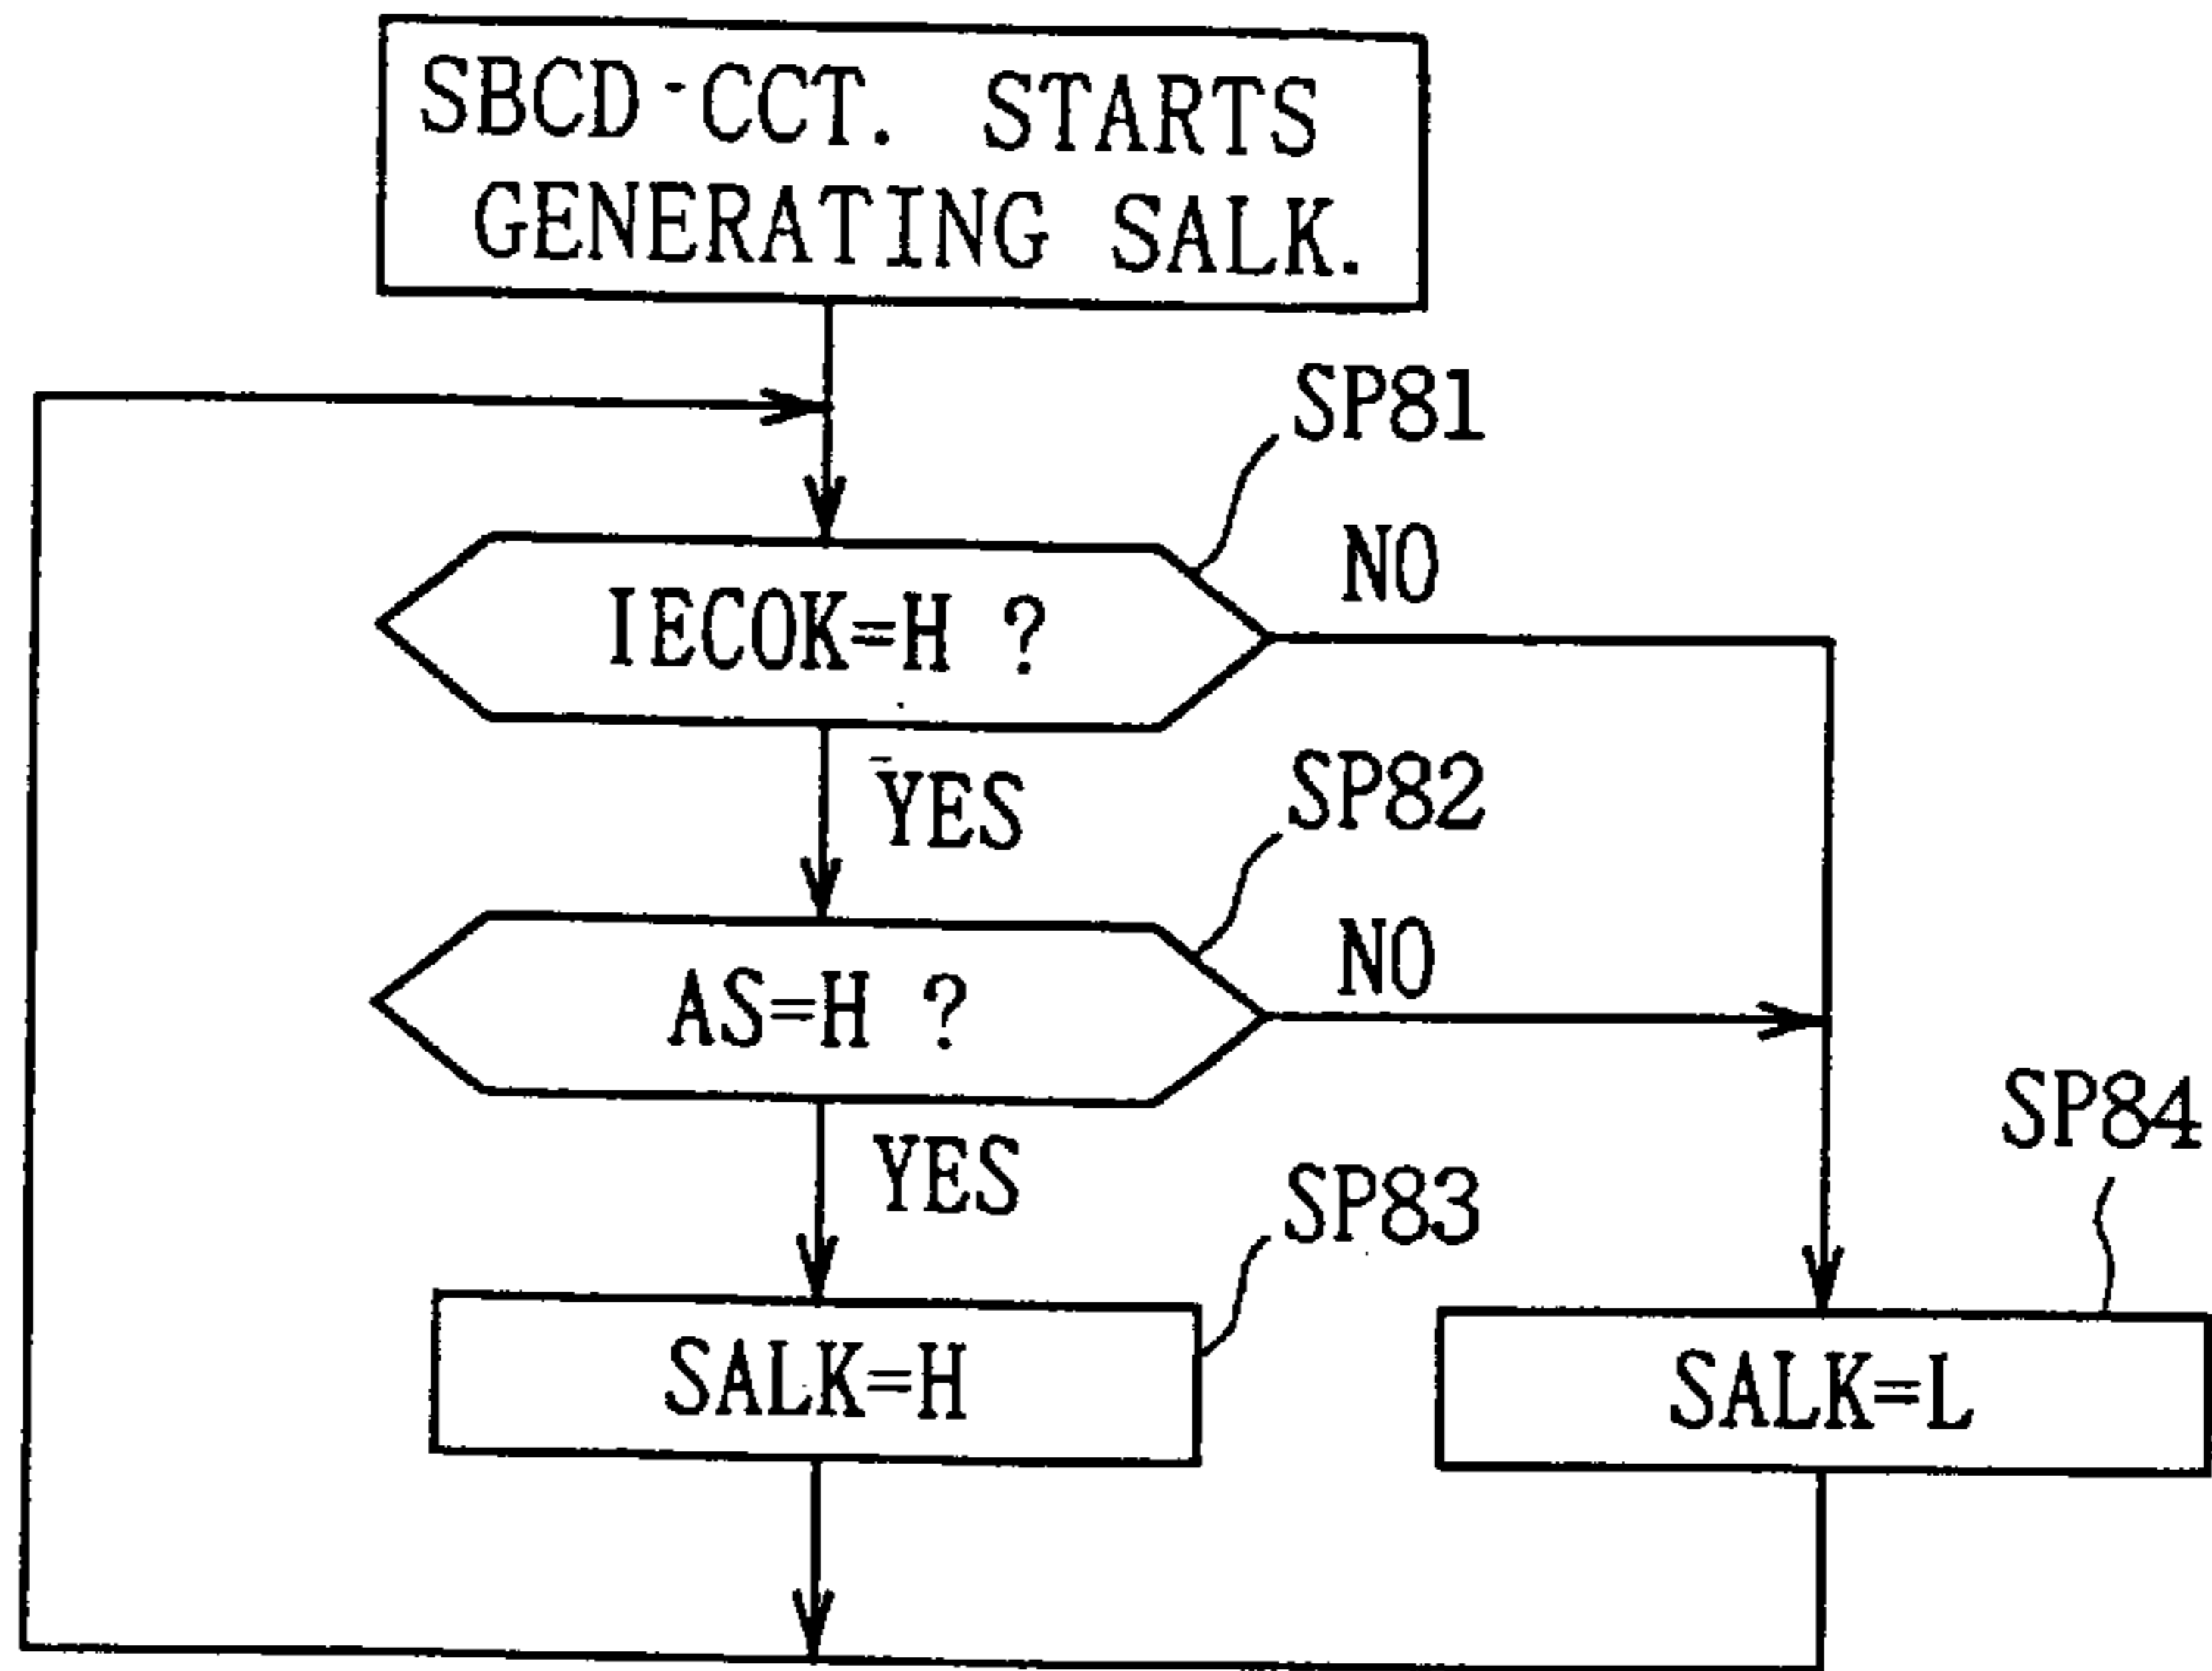 SBCD CCT. STARTS
GENERATING SALK.
SP81
IECOK=H ?
NO
YES
SP82
AS=H ?
NO
YES
SP83
SP84
SALK=H
SALK=L